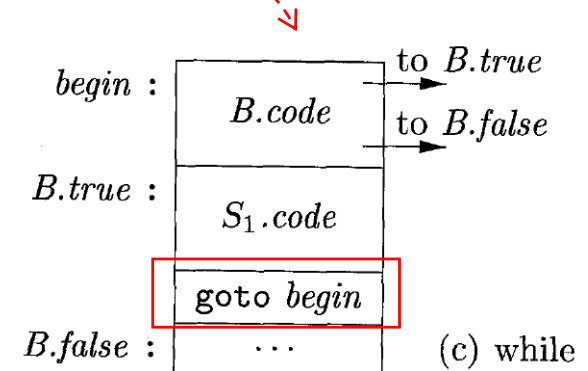 to B.true
begin :
B.code
to B.false
B.true :
S₁.code
goto begin
B.false :
...
(c) while